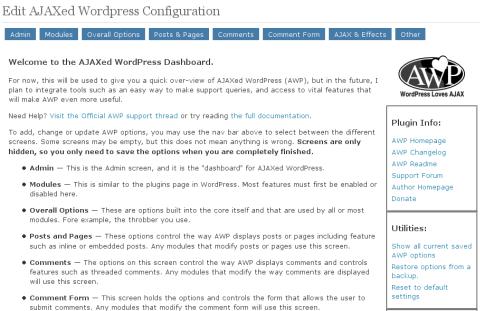 Edit AJAXed Wordpress Configuration
Admin Modules Overall Options Posts & Pages Comments Comment Form AJAX & Effects Other
Welcome to the AJAXed WordPress Dashboard.
For now, this will be used to give you a quick over-view of AJAXed WordPress (AWP), but in the future, I
plan to integrate tools such as an easy way to make support queries, and access to vital features that
will make AWP even more useful.
Need Help? Visit the Official AWP support thread or try reading the full documentation.
To add, change or update AWP options, you may use the nav bar above to select between the different
screens. Some screens may be empty, but this does not mean anything is wrong. Screens are only
hidden, so you only need to save the options when you are completely finished.
● Admin — This is the Admin screen, and it is the "dashboard" for AJAXed WordPress.
● Modules — This is similar to the plugins page in WordPress. Most features must first be enabled or
disabled here.
● Overall Options — These are options built into the core itself and that are used by all or most
modules. Fore example, the throbber you use.
● Posts and Pages — These options control the way AWP displays posts or pages including feature
such as inline or embedded posts. Any modules that modify posts or pages use this screen.
● Comments — The options on this screen control the way AWP displays comments and controls
features such as threaded comments. Any modules that modify the way comments are displayed
will use this screen.
● Comment Form — This screen holds the options and controls the form that allows the user to
submit comments. Any modules that modify the comment form will use this screen.
AWP
WordPress Loves AJAX
Plugin Info:
AWP Homepage
AWP Changelog
AWP Readme
Support Forum
Author Homepage
Donate
Utilities:
Show all current saved
AWP options
Restore options from a
backup.
Reset to default
settings